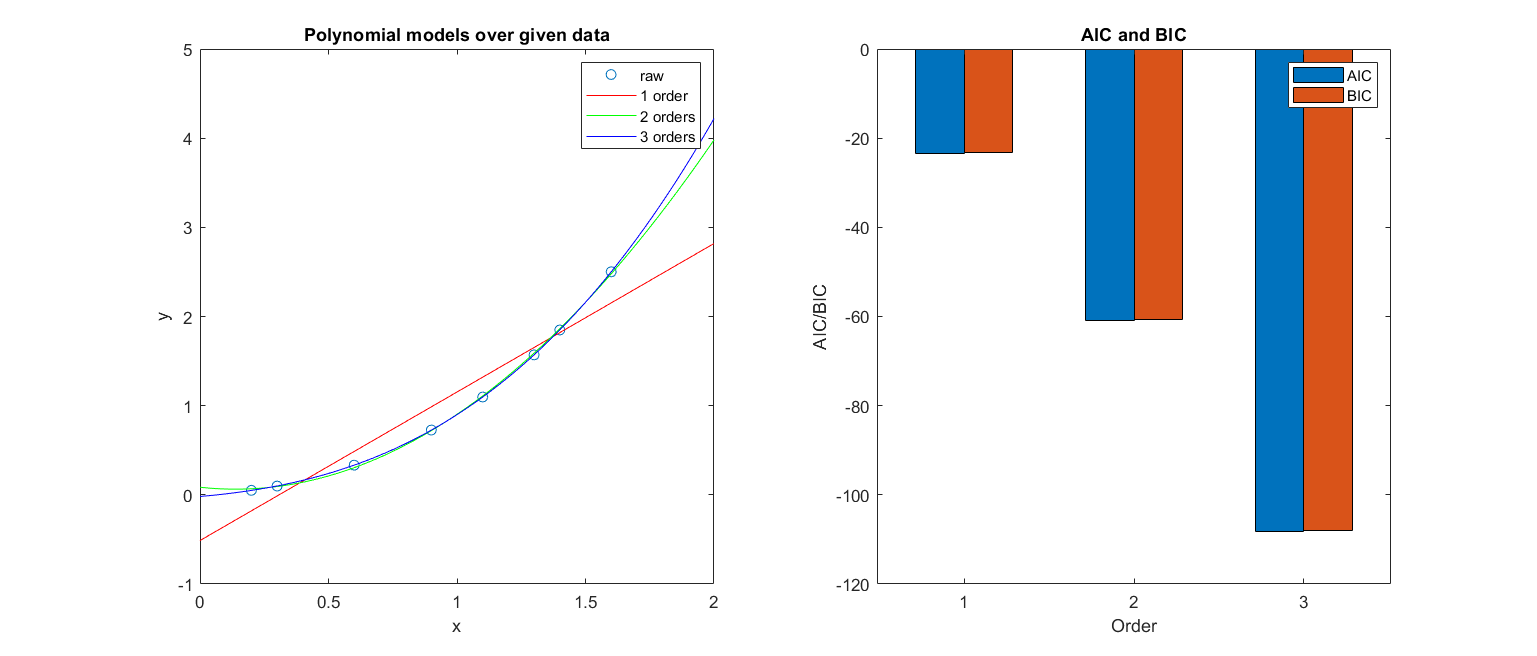 Polynomial models over given data
5
4
3
2
1
0
-1
y
0
0.5
1
1.5
2
x
raw
1 order
2 orders
3 orders
AIC and BIC
0
-20
-40
-60
-80
-100
-120
AIC/BIC
1
2
3
Order
AIC
BIC